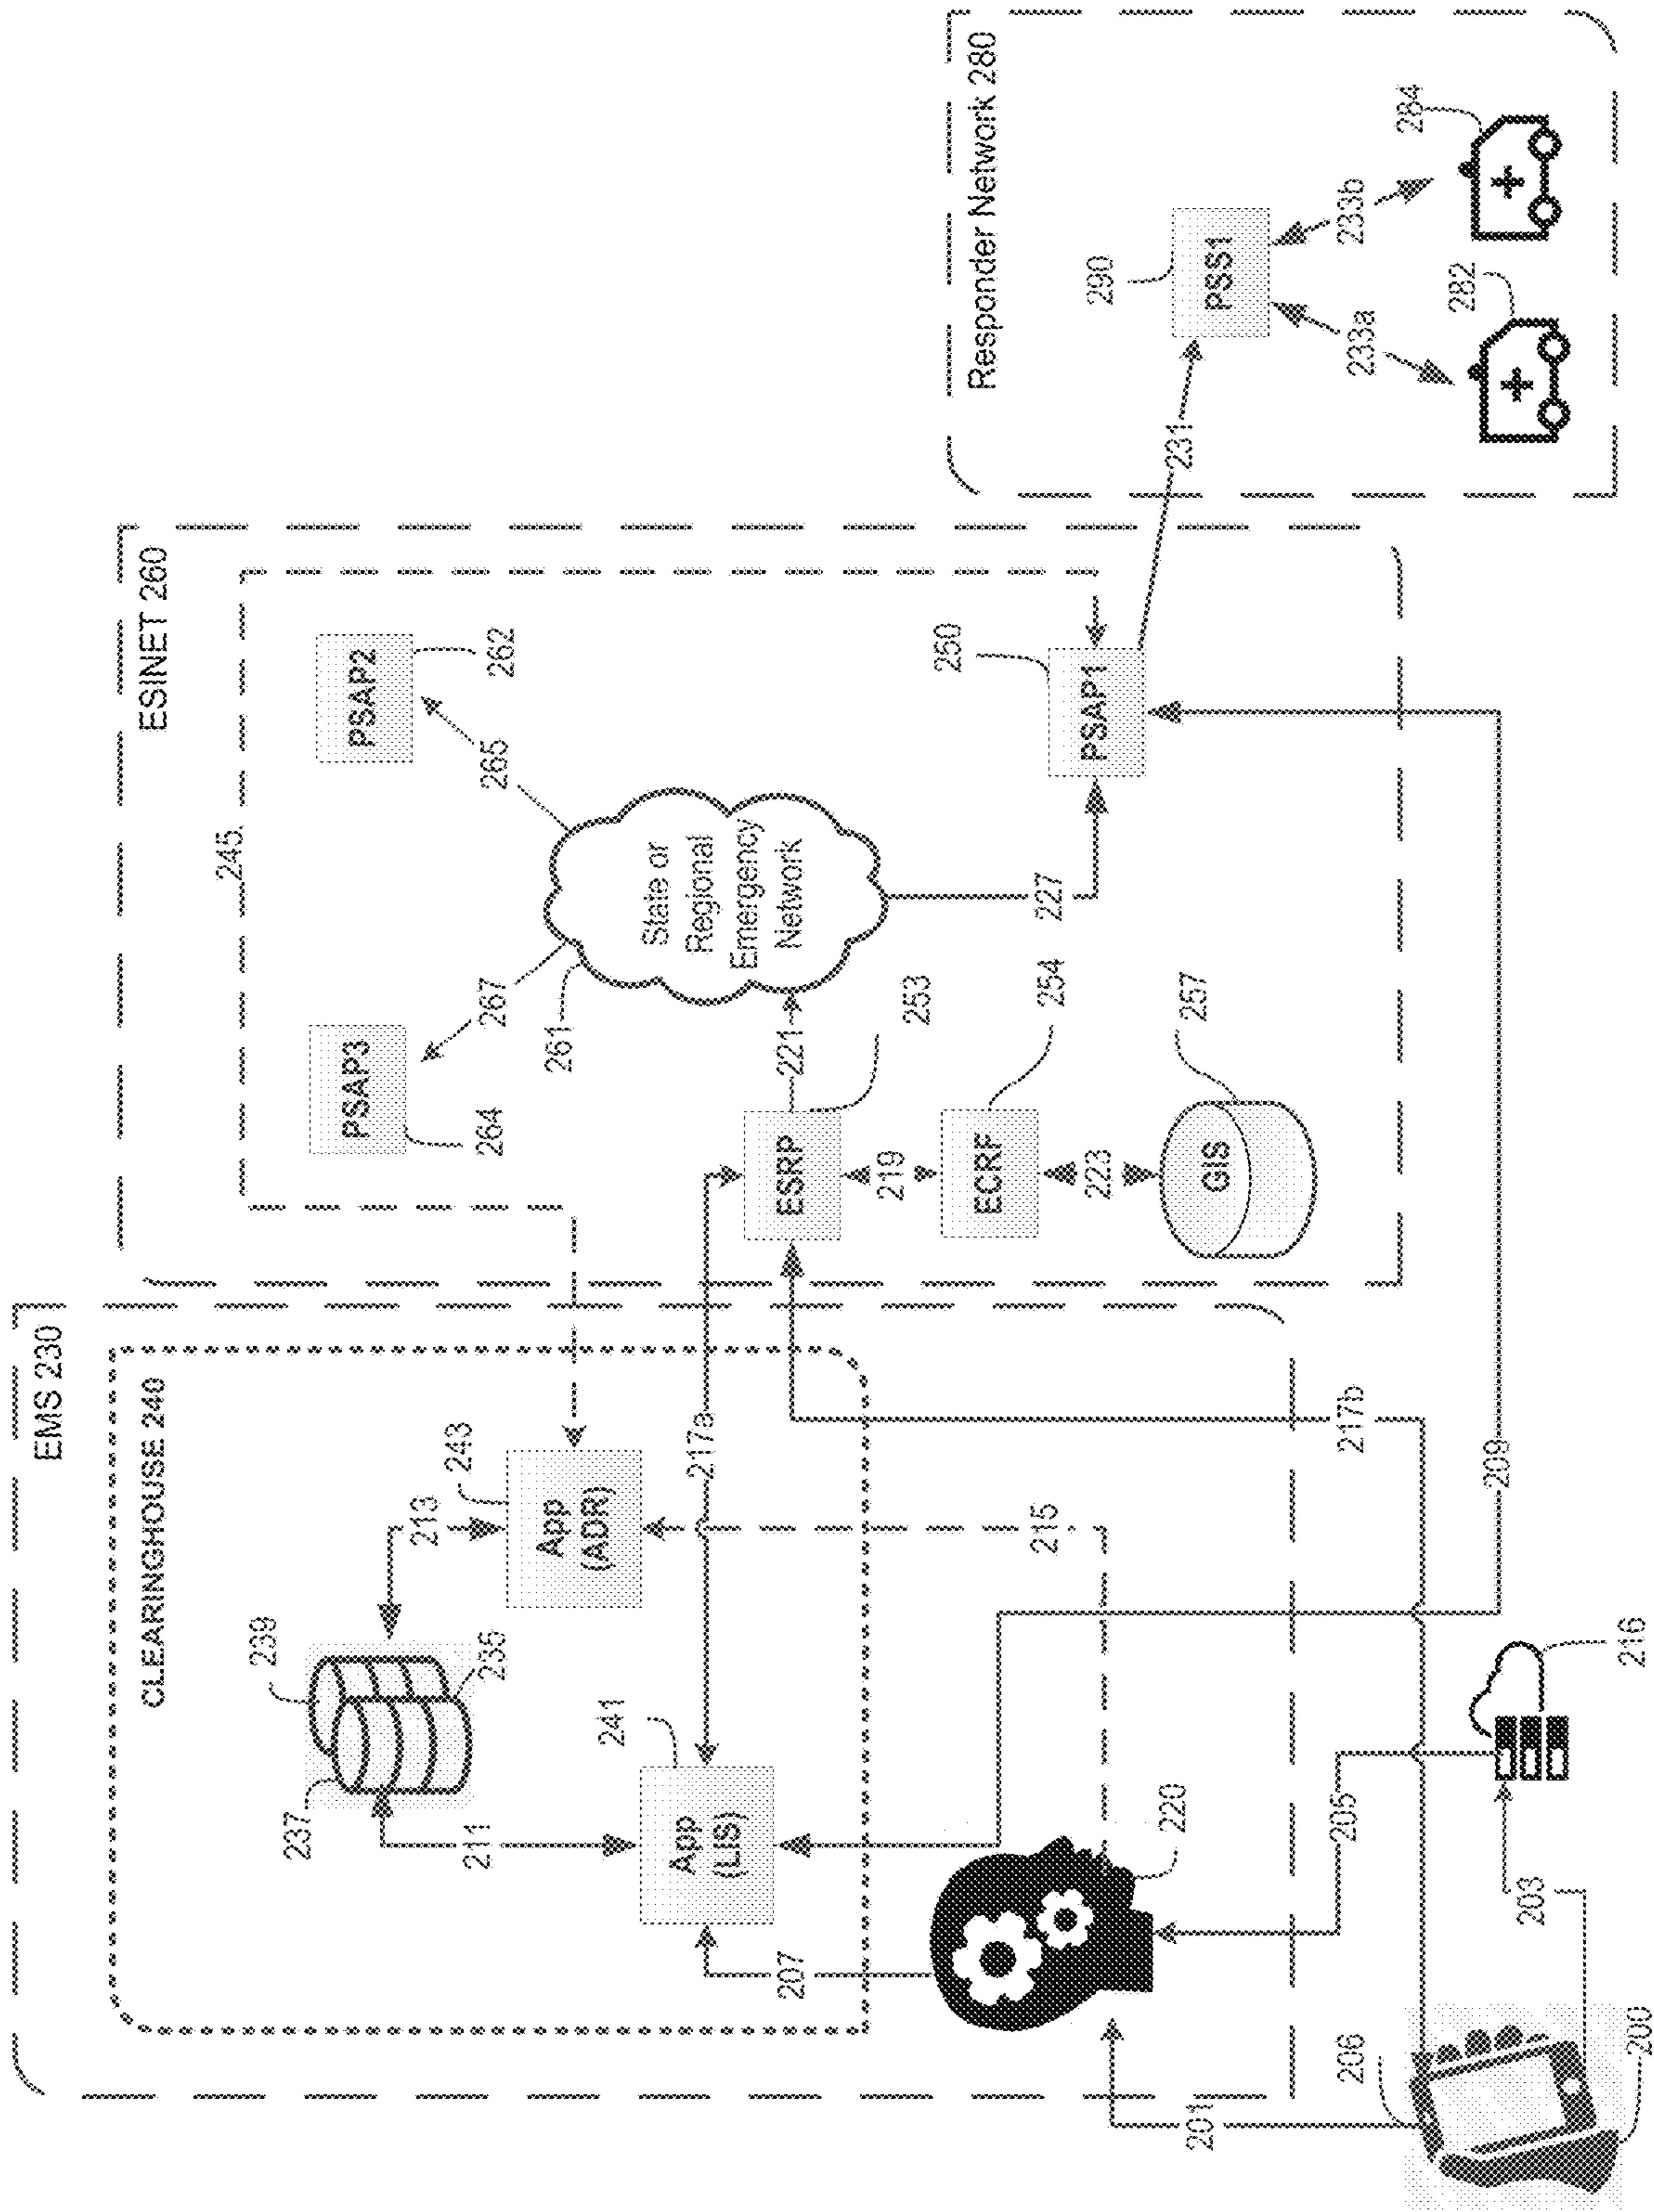 EMS 230
CLEARINGHOUSE 240
ESINET 260
245
239
237
213
243
211
235
241
App
(ADR)
App
(LIS)
217a
207
PSAP3
PSAP2
264
267
265
262
261
State or
Regional
Emergency
Network
ESRP
221
253
219
ECRF
254
223
GIS
257
227
250
PSAP1
215
220
201
205
217b
209
203
206
200
216
Responder Network 280
290
231
PSS1
233a
233b
282
284